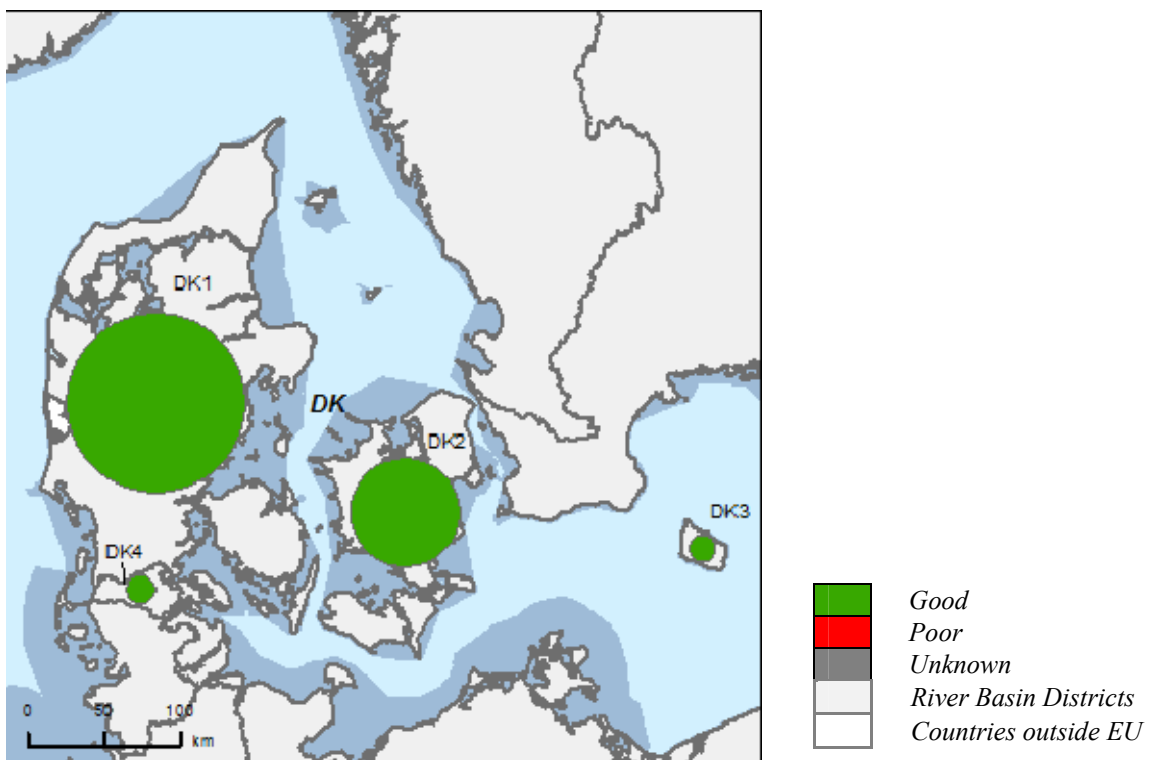 DK1
DK
DK2
DK3
DK4
0 50 100
km
Good
Poor
Unknown
River Basin Districts
Countries outside EU